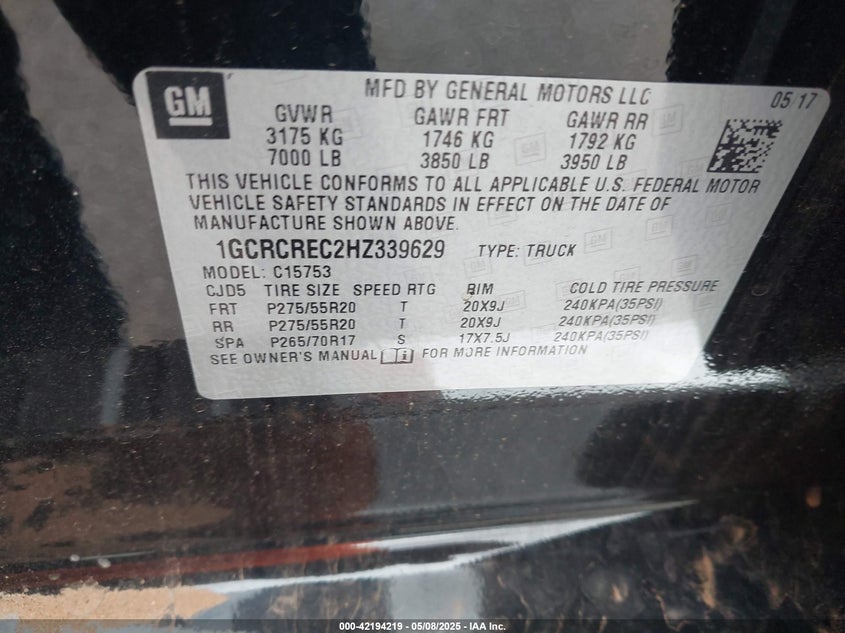 GM
MFD BY GENERAL MOTORS LLC
05/17
GVWR GAWR FRT GAWR RR
3175 KG 1746 KG 1792 KG
7000 LB 3850 LB 3950 LB
THIS VEHICLE CONFORMS TO ALL APPLICABLE U.S. FEDERAL MOTOR
VEHICLE SAFETY STANDARDS IN EFFECT ON THE DATE OF
MANUFACTURE SHOWN ABOVE.
1GCRCREC2HZ339629 TYPE: TRUCK
MODEL: C15753
CJD5 TIRE SIZE SPEED RTG RIM COLD TIRE PRESSURE
FRT P275/55R20 T 20X9J 240KPA(35PSI)
RR P275/55R20 T 20X9J 240KPA(35PSI)
SPA P265/70R17 S 17X7.5J 240KPA(35PSI)
SEE OWNER'S MANUAL FOR MORE INFORMATION
000-42194219 - 05/08/2025 - IAA Inc.